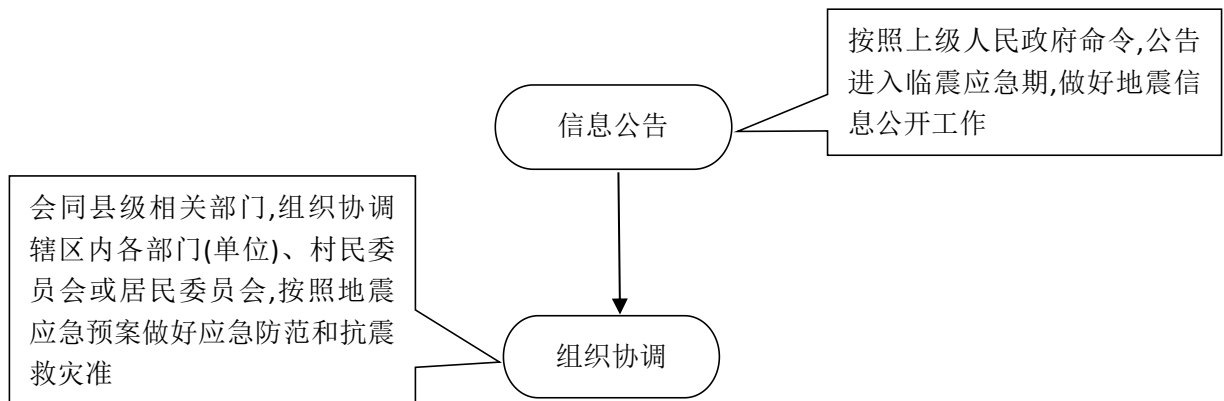 按照上级人民政府命令,公告
进入临震应急期,做好地震信
息公开工作
信息公告
会同县级相关部门,组织协调
辖区内各部门(单位)、村民委
员会或居民委员会,按照地震
应急预案做好应急防范和抗震
救灾准
组织协调